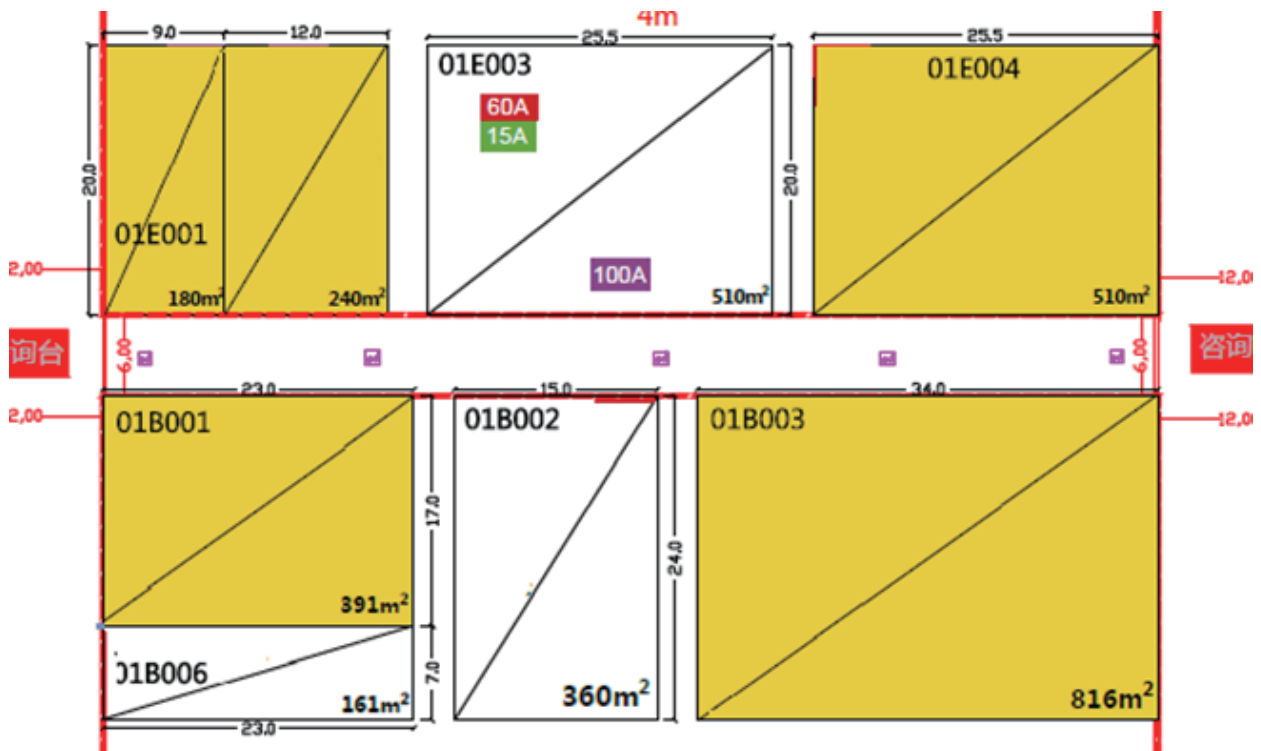 4m
9.0
12.0
25.5
25.5
01E003
01E004
60A
15A
20.0
20.0
01E001
100A
2,00
12,00
180m²
240m²
510m²
510m²
询台
6,00
6,00
咨询
23.0
15.0
34.0
2,00
12,00
01B001
01B002
01B003
17.0
24.0
391m²
01B006
7.0
161m²
360m²
816m²
23.0